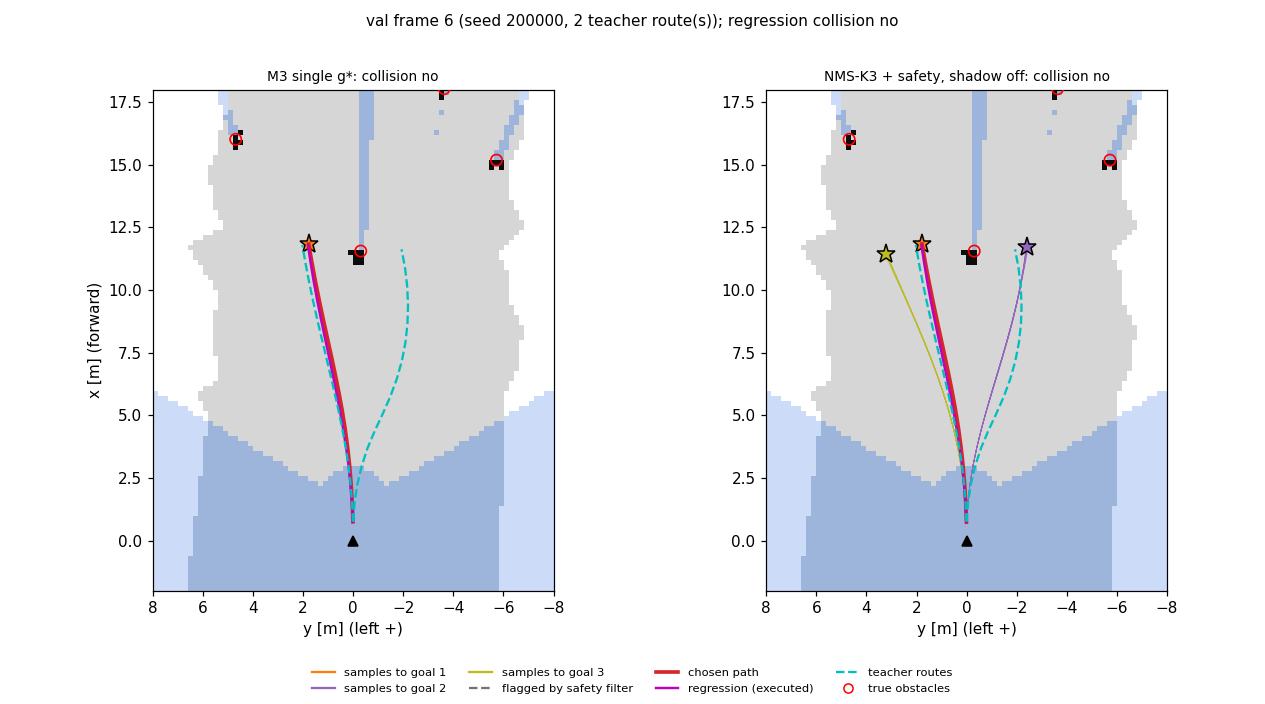 val frame 6 (seed 200000, 2 teacher route(s)); regression collision no
M3 single g*: collision no
17.5
15.0
12.5
10.0
7.5
5.0
2.5
0.0
x [m] (forward)
8 6 4 2 0 −2 −4 −6 −8
y [m] (left +)
NMS-K3 + safety, shadow off: collision no
17.5
15.0
12.5
10.0
7.5
5.0
2.5
0.0
8 6 4 2 0 −2 −4 −6 −8
y [m] (left +)
samples to goal 1
samples to goal 2
samples to goal 3
flagged by safety filter
chosen path
regression (executed)
teacher routes
true obstacles